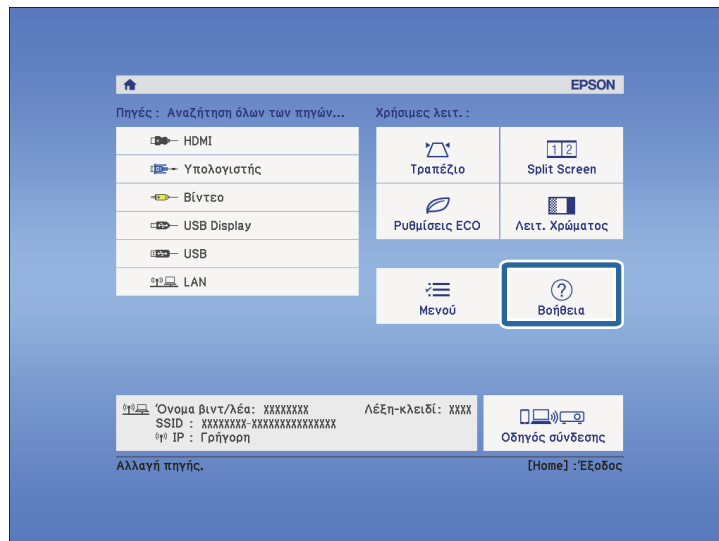 EPSON
Πηγές : Αναζήτηση όλων των πηγών...
HDMI
Υπολογιστής
Βίντεο
USB Display
USB
LAN
Χρήσιμες λειτ. :
Τραπέζιο
1 2
Split Screen
Ρυθμίσεις ECO
Λειτ. Χρώματος
Μενού
?
Βοήθεια
Όνομα βιντ/λέα: XXXXXXXX
Λέξη-κλειδί: XXXX
SSID : XXXXXXXX-XXXXXXXXXXXXXXX
IP : Γρήγορη
Οδηγός σύνδεσης
Αλλαγή πηγής.
[Home] :Έξοδος